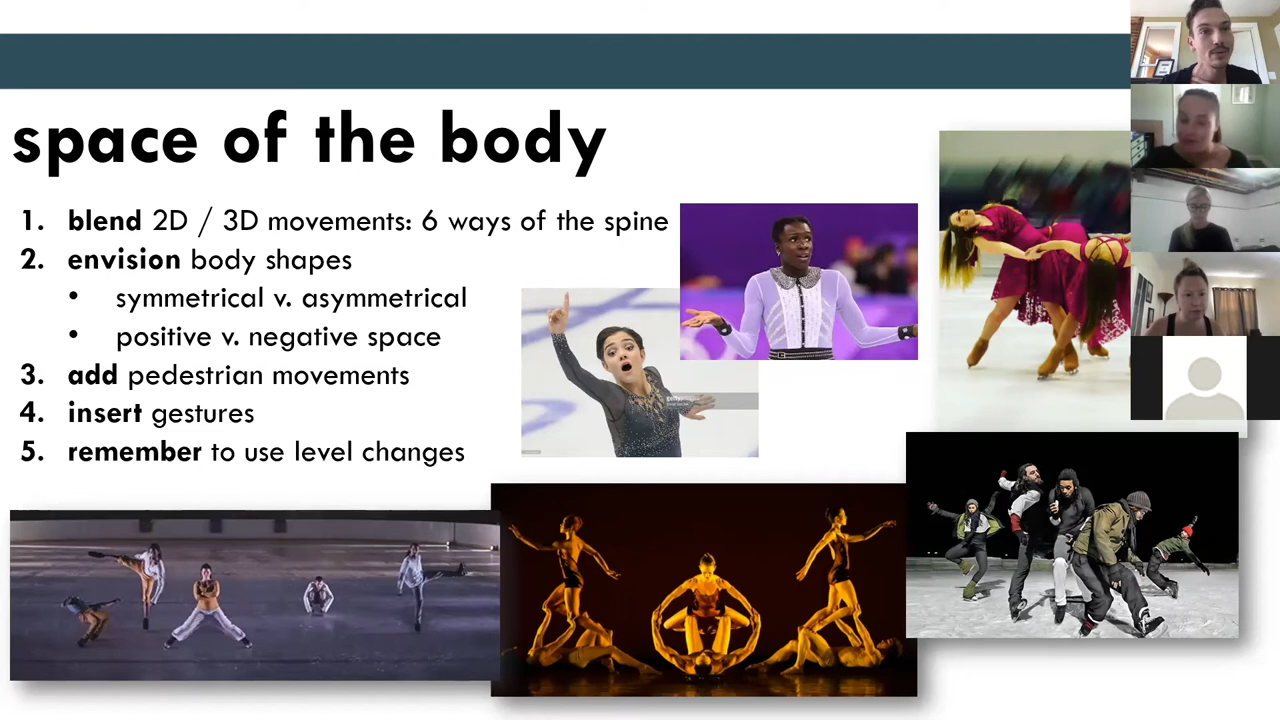 space of the body
1. blend 2D / 3D movements: 6 ways of the spine
2. envision body shapes
• symmetrical v. asymmetrical
• positive v. negative space
3. add pedestrian movements
4. insert gestures
5. remember to use level changes
getty